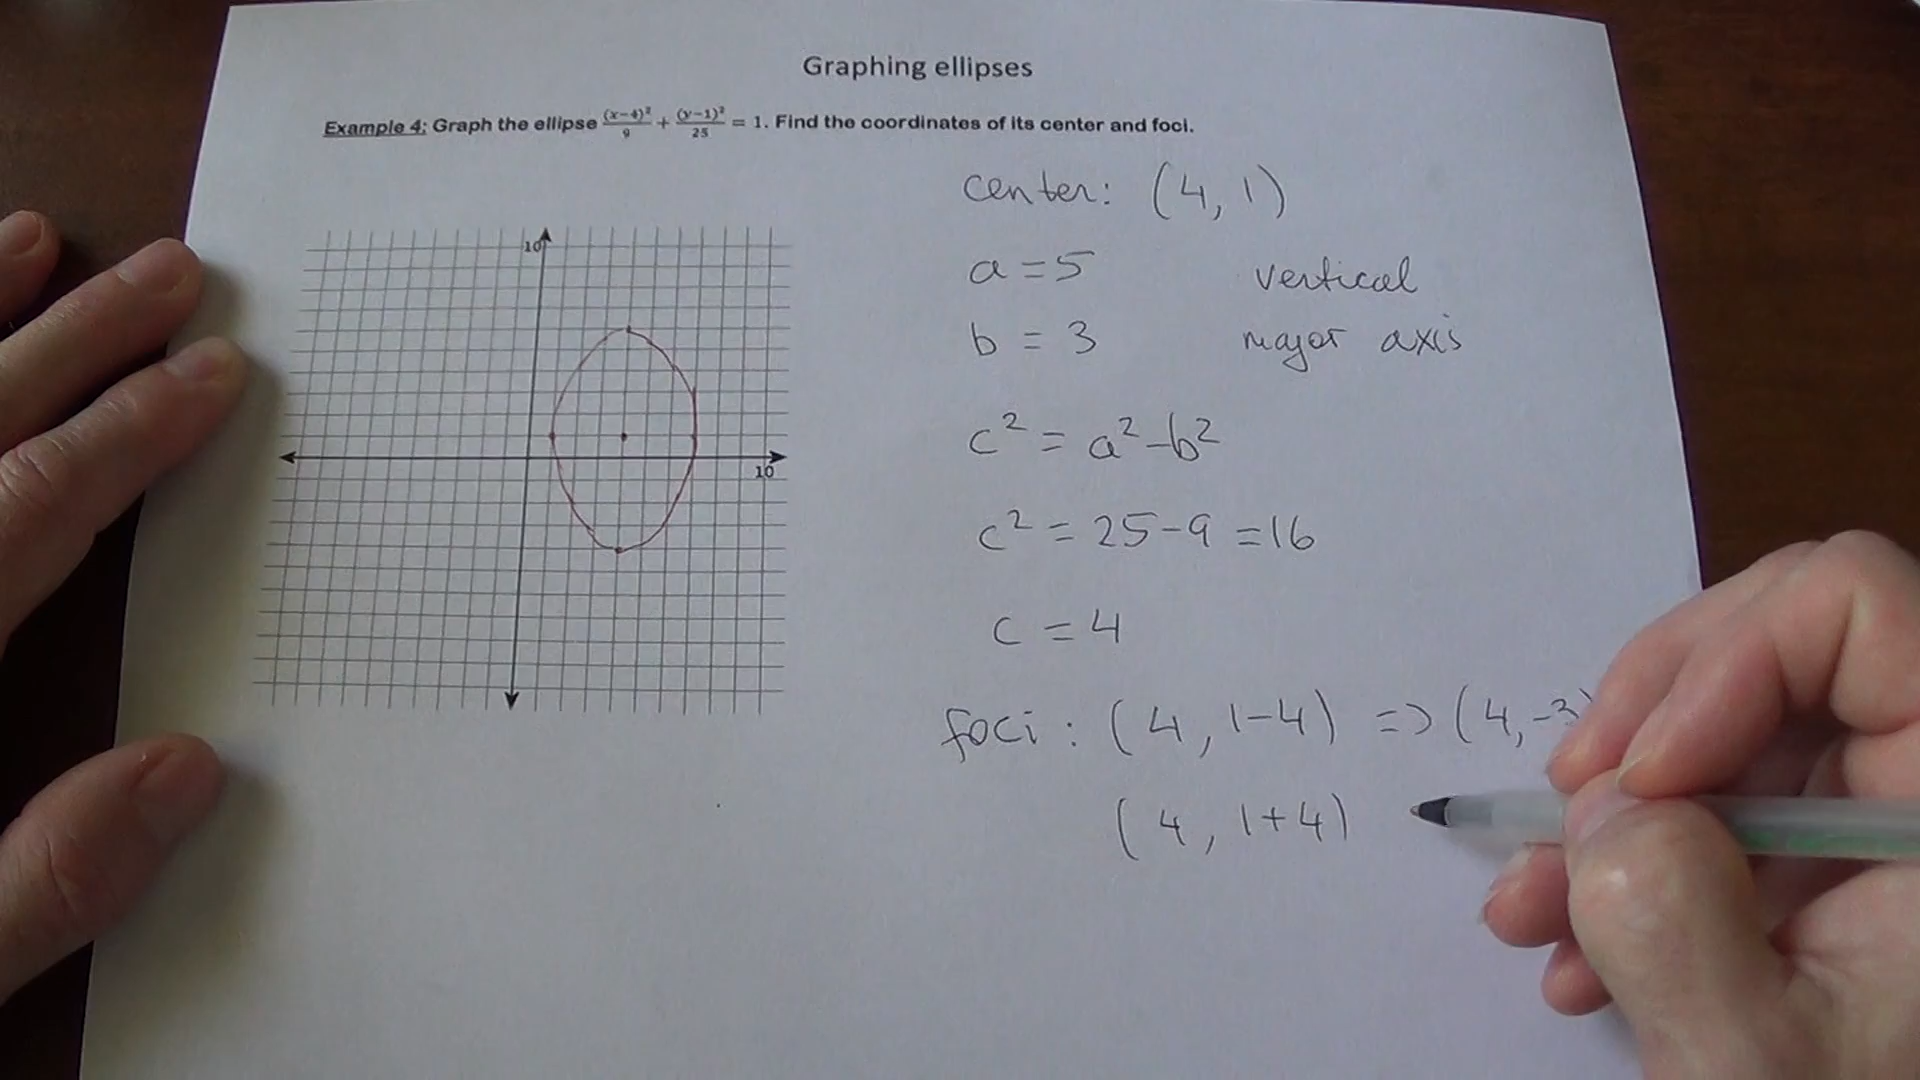 Graphing ellipses
Example 4: Graph the ellipse (x−4)²/9 + (y−1)²/25 = 1. Find the coordinates of its center and foci.
center: (4, 1)
a = 5 vertical
b = 3 major axis
c² = a² − b²
c² = 25 − 9 = 16
c = 4
foci : (4, 1−4) => (4, −3)
(4, 1+4)
10
10